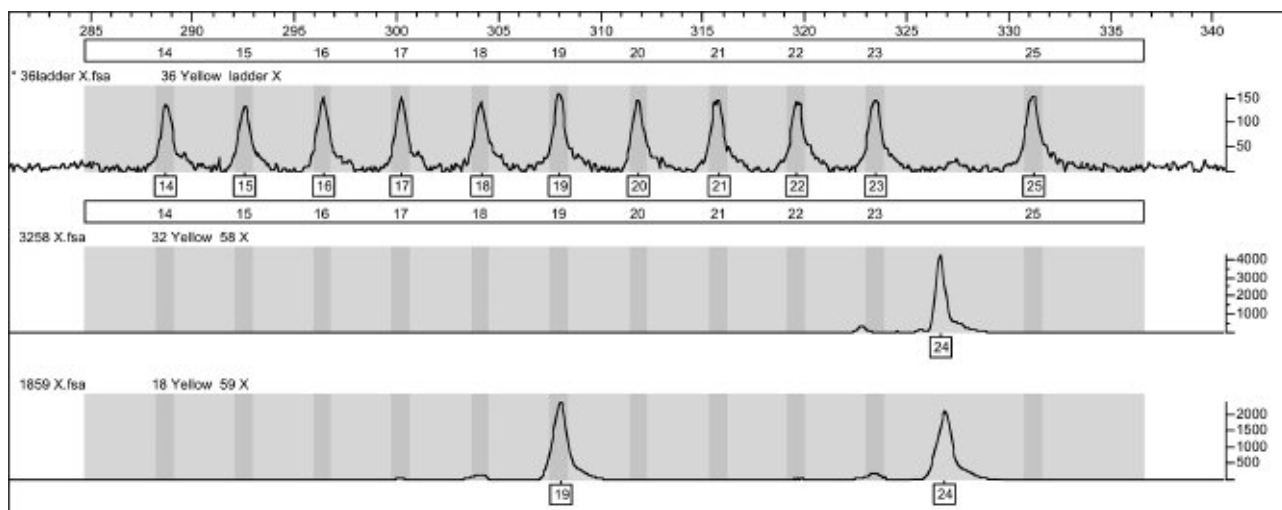 285 290 295 300 305 310 315 320 325 330 335 340
14 15 16 17 18 19 20 21 22 23 25
* 36ladder X.fsa 36 Yellow ladder X
150
100
50
14 15 16 17 18 19 20 21 22 23 25
14 15 16 17 18 19 20 21 22 23 25
3258 X.fsa 32 Yellow 58 X
4000
3000
2000
1000
24
1859 X.fsa 18 Yellow 59 X
2000
1500
1000
500
19 24